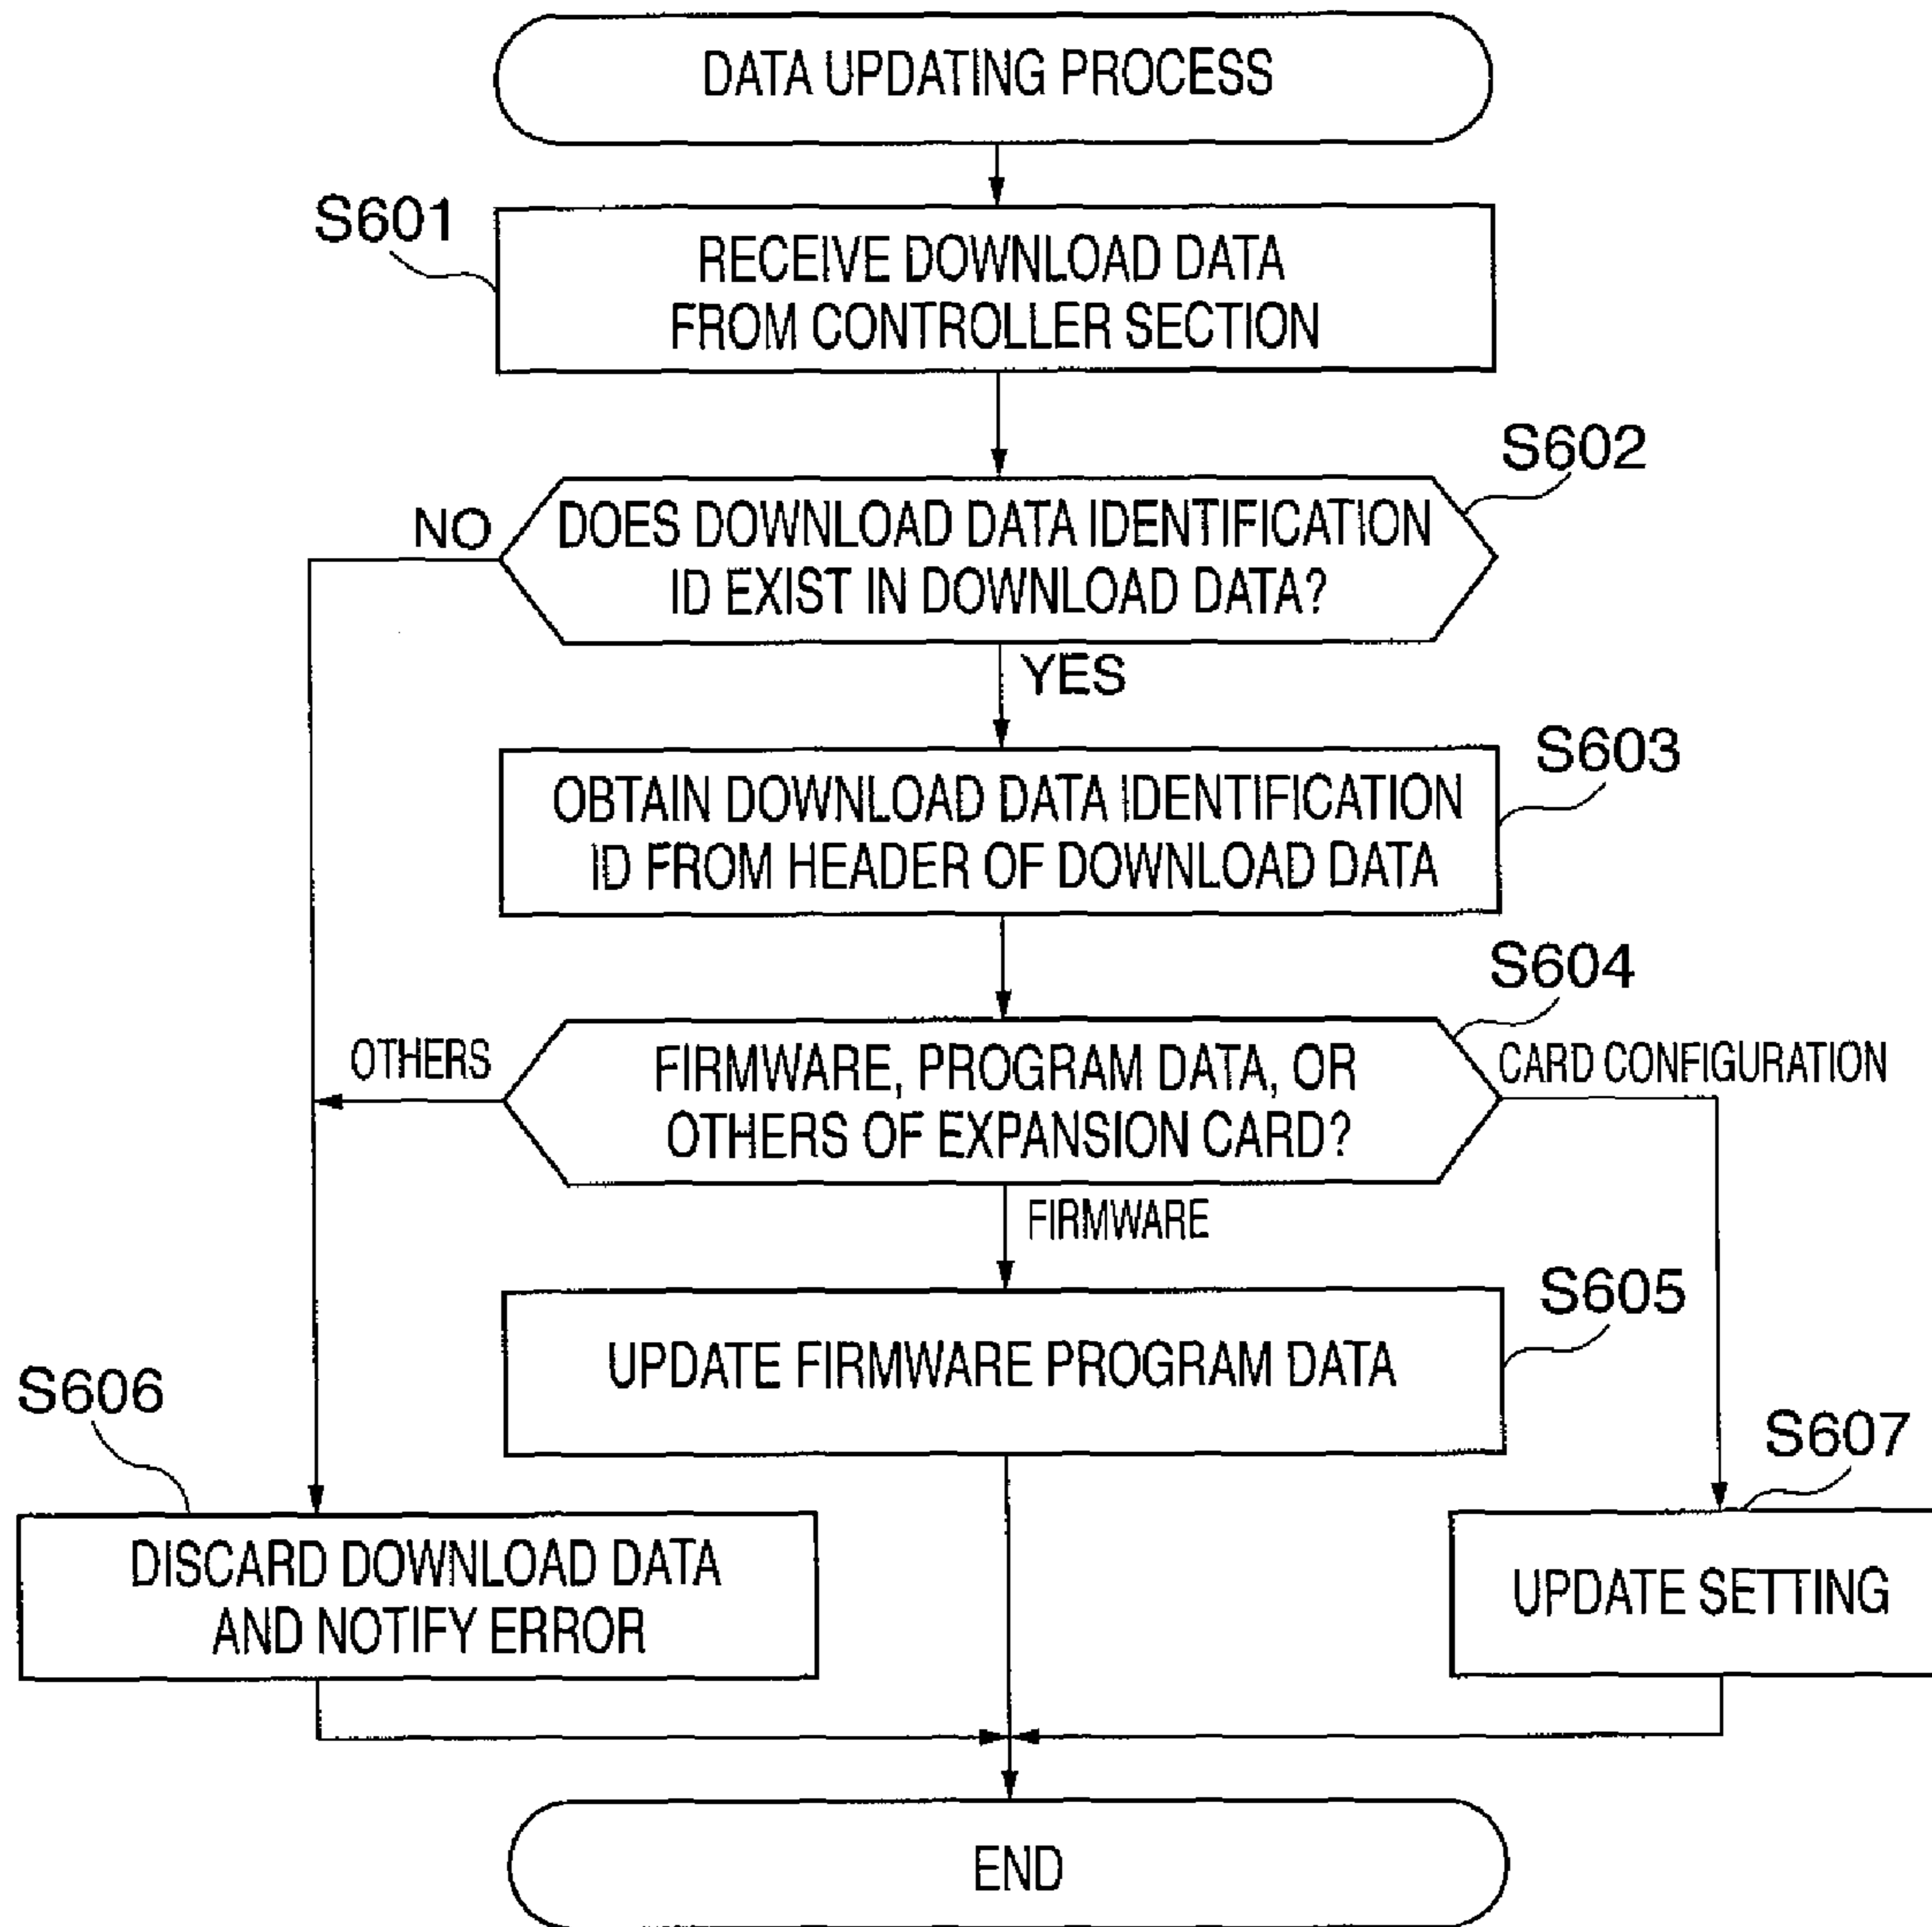 DATA UPDATING PROCESS
S601
RECEIVE DOWNLOAD DATA
FROM CONTROLLER SECTION
S602
NO
DOES DOWNLOAD DATA IDENTIFICATION
ID EXIST IN DOWNLOAD DATA?
YES
S603
OBTAIN DOWNLOAD DATA IDENTIFICATION
ID FROM HEADER OF DOWNLOAD DATA
S604
OTHERS
FIRMWARE, PROGRAM DATA, OR
OTHERS OF EXPANSION CARD?
CARD CONFIGURATION
FIRMWARE
S605
UPDATE FIRMWARE PROGRAM DATA
S606
DISCARD DOWNLOAD DATA
AND NOTIFY ERROR
S607
UPDATE SETTING
END